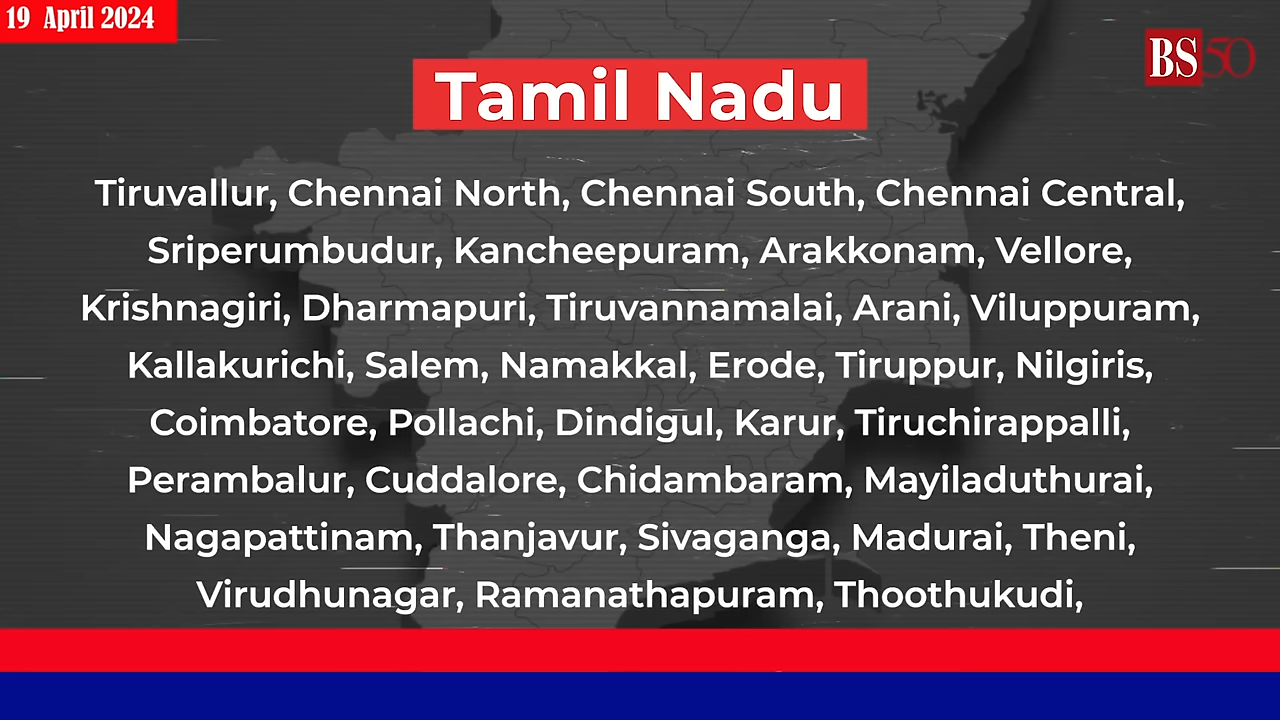 19 April 2024
BS50
Tamil Nadu
Tiruvallur, Chennai North, Chennai South, Chennai Central,
Sriperumbudur, Kancheepuram, Arakkonam, Vellore,
Krishnagiri, Dharmapuri, Tiruvannamalai, Arani, Viluppuram,
Kallakurichi, Salem, Namakkal, Erode, Tiruppur, Nilgiris,
Coimbatore, Pollachi, Dindigul, Karur, Tiruchirappalli,
Perambalur, Cuddalore, Chidambaram, Mayiladuthurai,
Nagapattinam, Thanjavur, Sivaganga, Madurai, Theni,
Virudhunagar, Ramanathapuram, Thoothukudi,